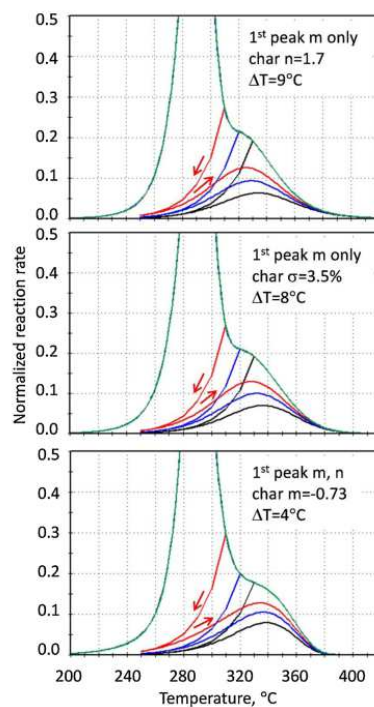 0.5
0.4
0.3
0.2
0.1
0.0
1st peak m only
char n=1.7
ΔT=9°C
0.5
0.4
0.3
0.2
0.1
0.0
1st peak m only
char σ=3.5%
ΔT=8°C
0.5
0.4
0.3
0.2
0.1
0.0
1st peak m, n
char m=-0.73
ΔT=4°C
Normalized reaction rate
200 240 280 320 360 400
Temperature, °C